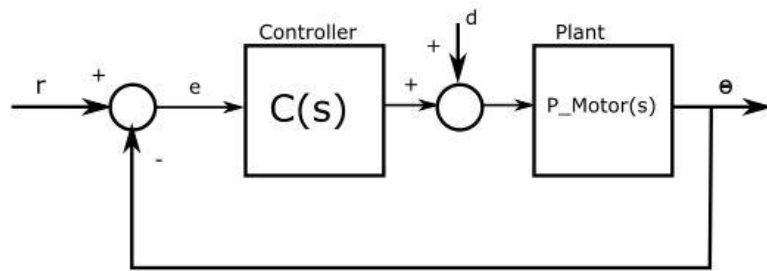 Controller
d
Plant
+
+
r
e
+
C(s)
P_Motor(s)
ɵ
-